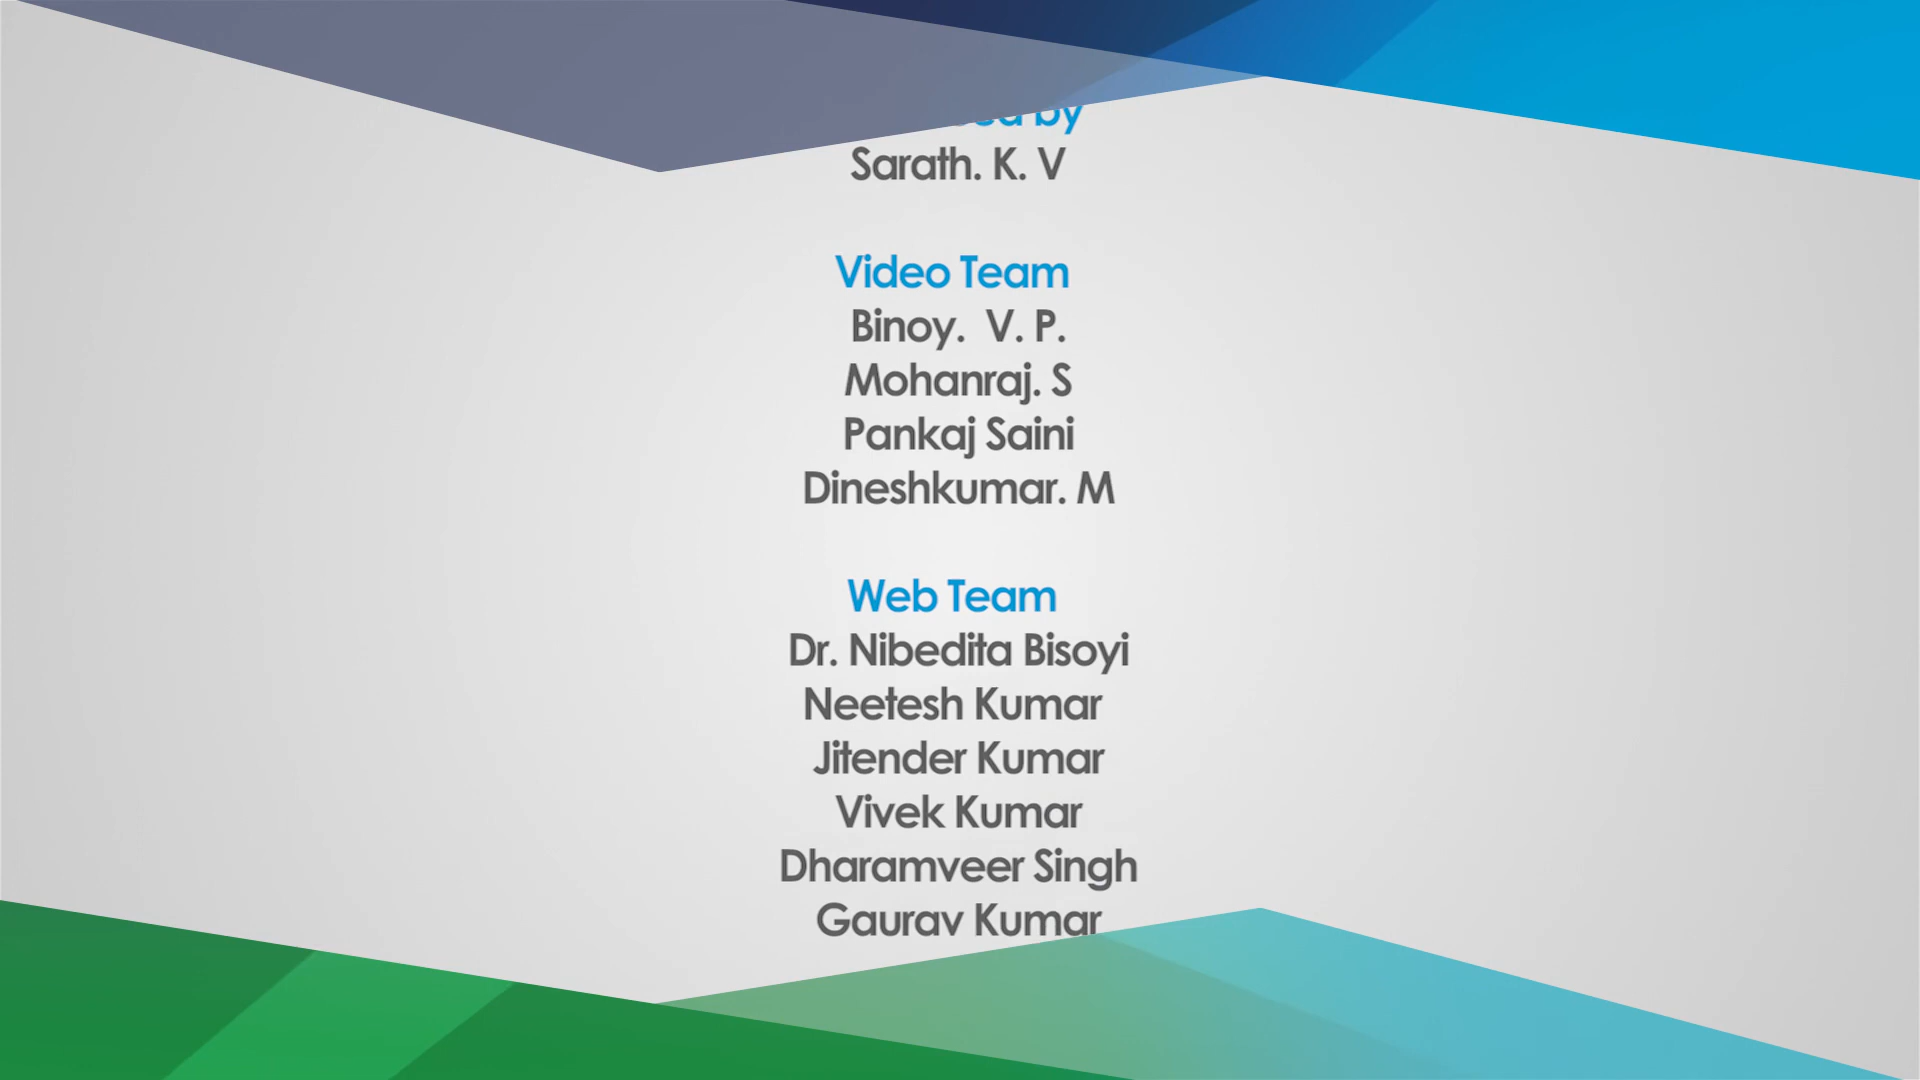 by
Sarath. K. V
Video Team
Binoy. V. P.
Mohanraj. S
Pankaj Saini
Dineshkumar. M
Web Team
Dr. Nibedita Bisoyi
Neetesh Kumar
Jitender Kumar
Vivek Kumar
Dharamveer Singh
Gaurav Kumar